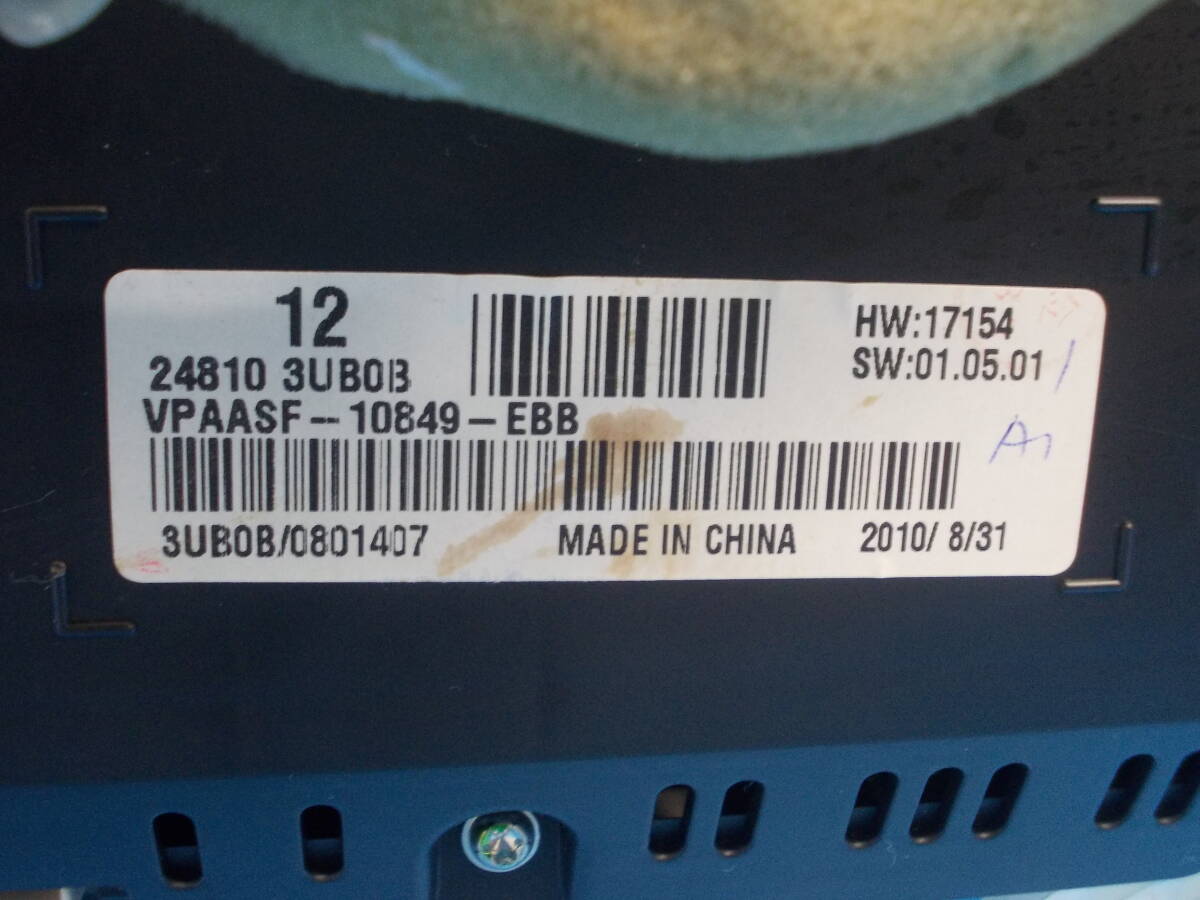 12
24810 3UB0B
VPAASF-10849-EBB
HW:17154
SW:01.05.01
A1
3UB0B/0801407
MADE IN CHINA
2010/ 8/31